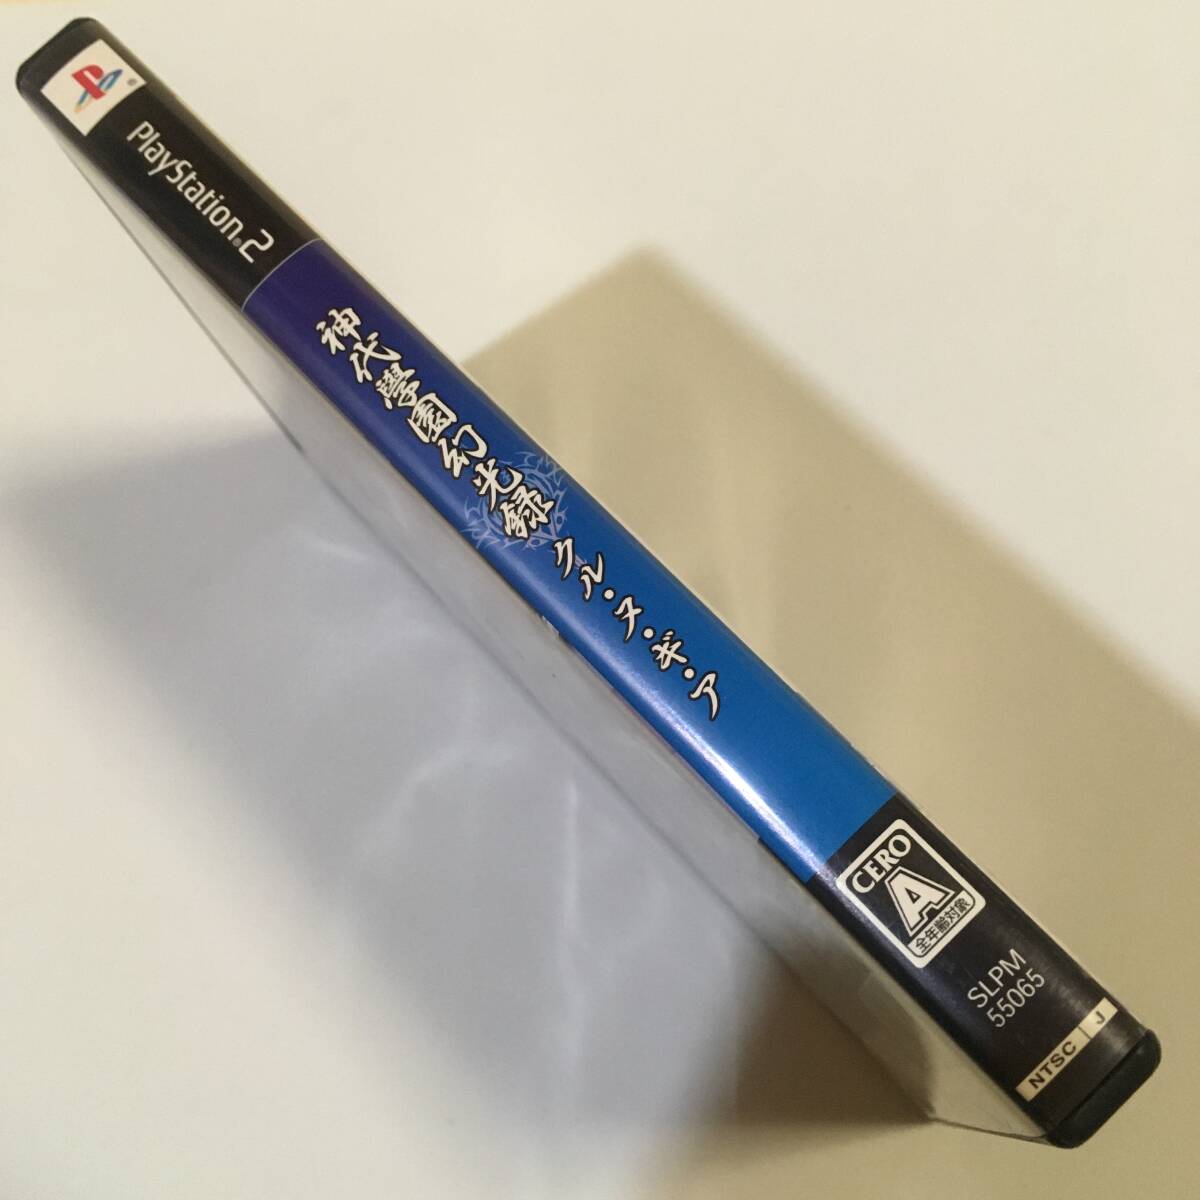 PlayStation®2
神代學園幻光録
クル・ヌ・ギ・ア
CERO
A
全年齢対象
SLPM
55065
NTSC J